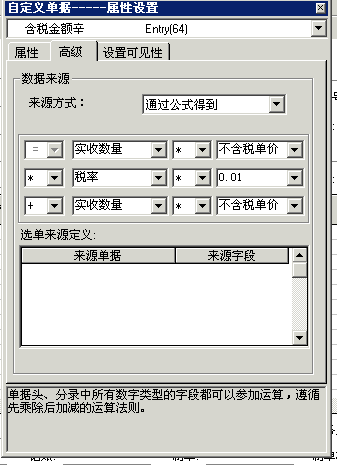 自定义单据-----属性设置
含税金额辛 Entry(64)
属性 高级 设置可见性
数据来源
来源方式： 通过公式得到
= 实收数量 * 不含税单价
* 税率 * 0.01
+ 实收数量 * 不含税单价
选单来源定义:
来源单据 来源字段
单据头、分录中所有数字类型的字段都可以参加运算，遵循
先乘除后加减的运算法则。